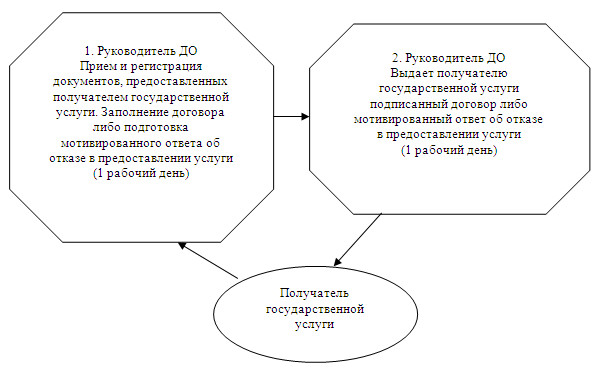 1. Руководитель ДО
Прием и регистрация
документов, предоставленных
получателем государственной
услуги. Заполнение договора
либо подготовка
мотивированного ответа об
отказе в предоставлении услуги
(1 рабочий день)
2. Руководитель ДО
Выдает получателю
государственной услуги
подписанный договор либо
мотивированный ответ об отказе
в предоставлении услуги
(1 рабочий день)
Получатель
государственной
услуги